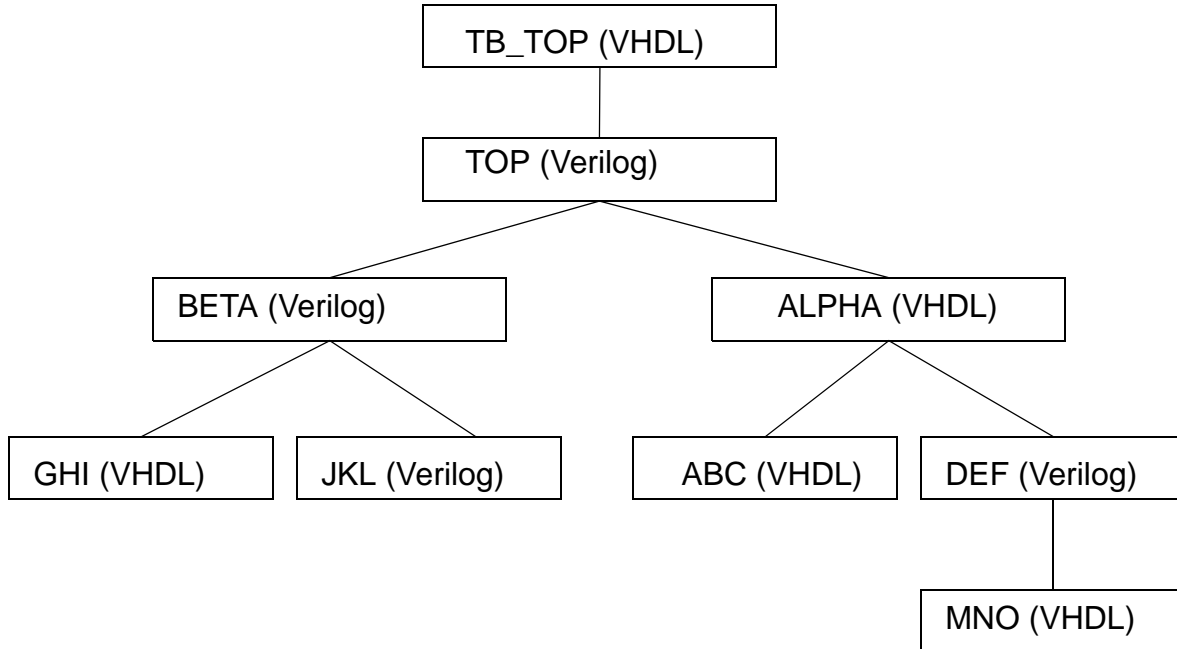 TB_TOP (VHDL)
TOP (Verilog)
BETA (Verilog)
ALPHA (VHDL)
GHI (VHDL)
JKL (Verilog)
ABC (VHDL)
DEF (Verilog)
MNO (VHDL)